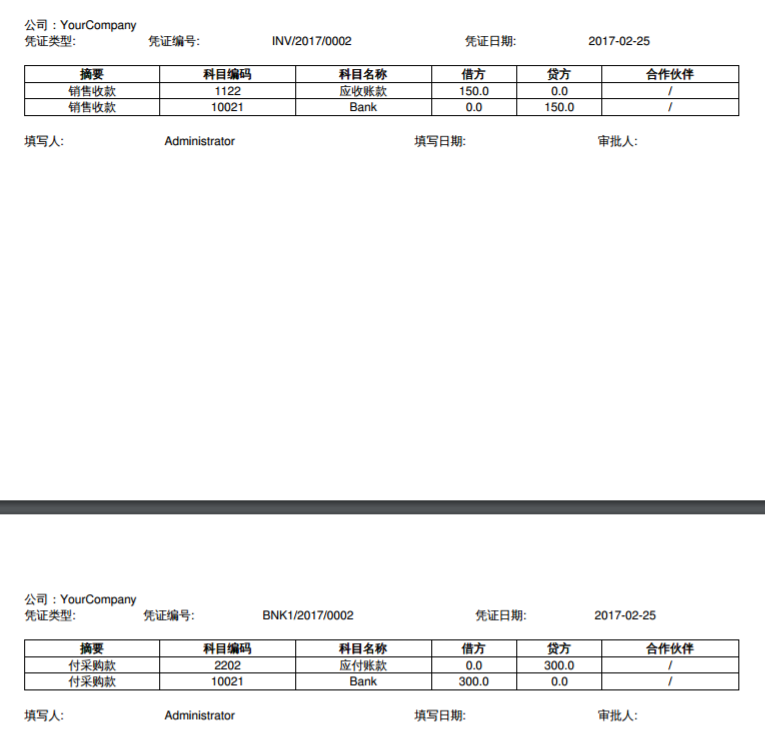 公司：YourCompany
凭证类型: 凭证编号: INV/2017/0002 凭证日期: 2017-02-25
摘要 科目编码 科目名称 借方 贷方 合作伙伴
销售收款 1122 应收账款 150.0 0.0 /
销售收款 10021 Bank 0.0 150.0 /
填写人: Administrator 填写日期: 审批人:
公司：YourCompany
凭证类型: 凭证编号: BNK1/2017/0002 凭证日期: 2017-02-25
摘要 科目编码 科目名称 借方 贷方 合作伙伴
付采购款 2202 应付账款 0.0 300.0 /
付采购款 10021 Bank 300.0 0.0 /
填写人: Administrator 填写日期: 审批人: